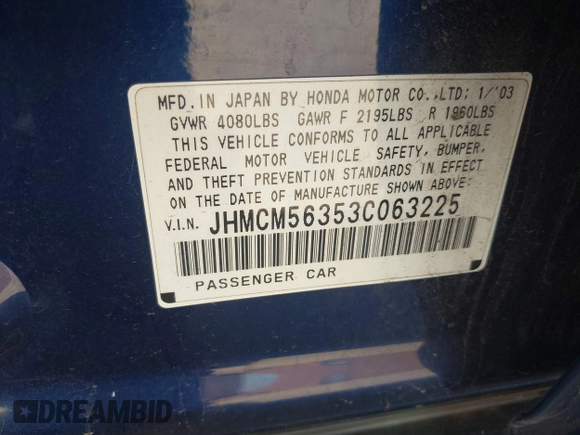 MFD. IN JAPAN BY HONDA MOTOR CO., LTD: 1/'03
GVWR 4080LBS GAWR F 2195LBS R 1960LBS
THIS VEHICLE CONFORMS TO ALL APPLICABLE
FEDERAL MOTOR VEHICLE SAFETY, BUMPER,
AND THEFT PREVENTION STANDARDS IN EFFECT
ON THE DATE OF MANUFACTURE SHOWN ABOVE:
V.I.N. JHMCM56353C063225
PASSENGER CAR
DREAMBID